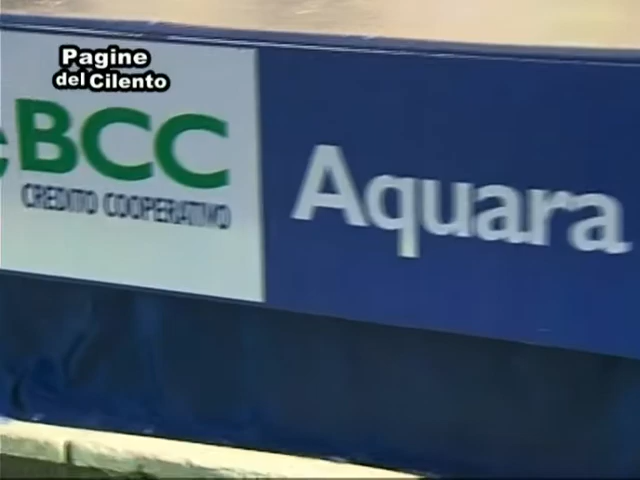 Pagine
del Cilento
BCC
CREDITO COOPERATIVO
Aquara